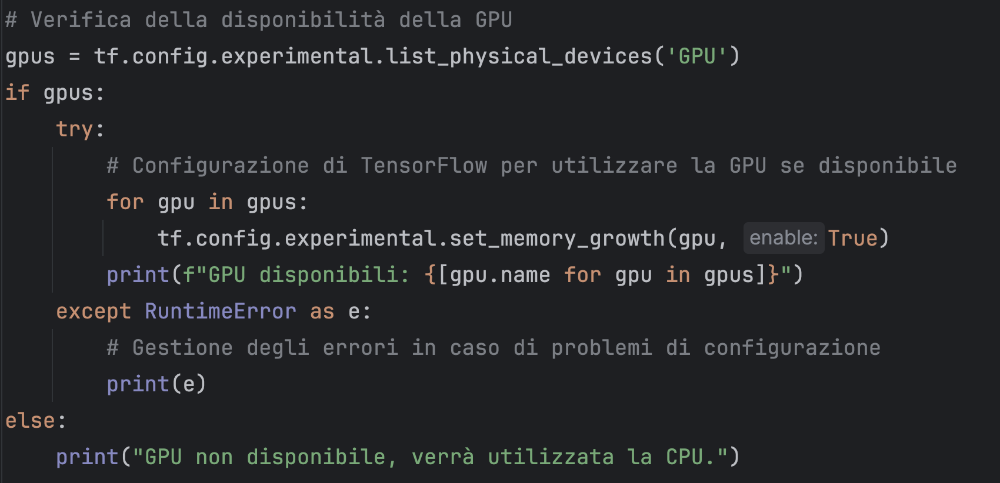 # Verifica della disponibilità della GPU
gpus = tf.config.experimental.list_physical_devices('GPU')
if gpus:
    try:
        # Configurazione di TensorFlow per utilizzare la GPU se disponibile
        for gpu in gpus:
            tf.config.experimental.set_memory_growth(gpu, enable: True)
        print(f"GPU disponibili: {[gpu.name for gpu in gpus]}")
    except RuntimeError as e:
        # Gestione degli errori in caso di problemi di configurazione
        print(e)
else:
    print("GPU non disponibile, verrà utilizzata la CPU.")